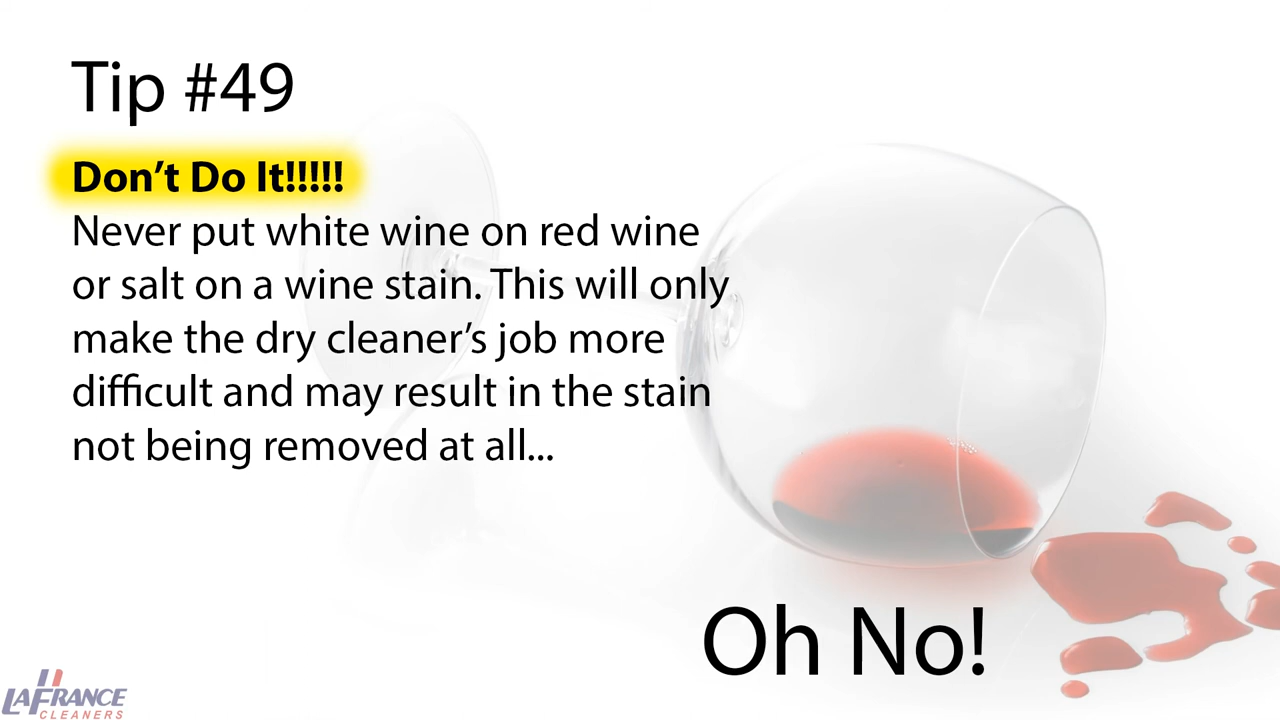 Tip #49
Don’t Do It!!!!!
Never put white wine on red wine
or salt on a wine stain. This will only
make the dry cleaner’s job more
difficult and may result in the stain
not being removed at all...
Oh No!
LAFRANCE
CLEANERS